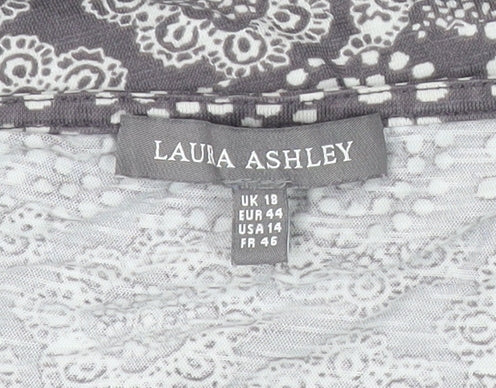 LAURA ASHLEY
UK 18
EUR 44
USA 14
FR 46